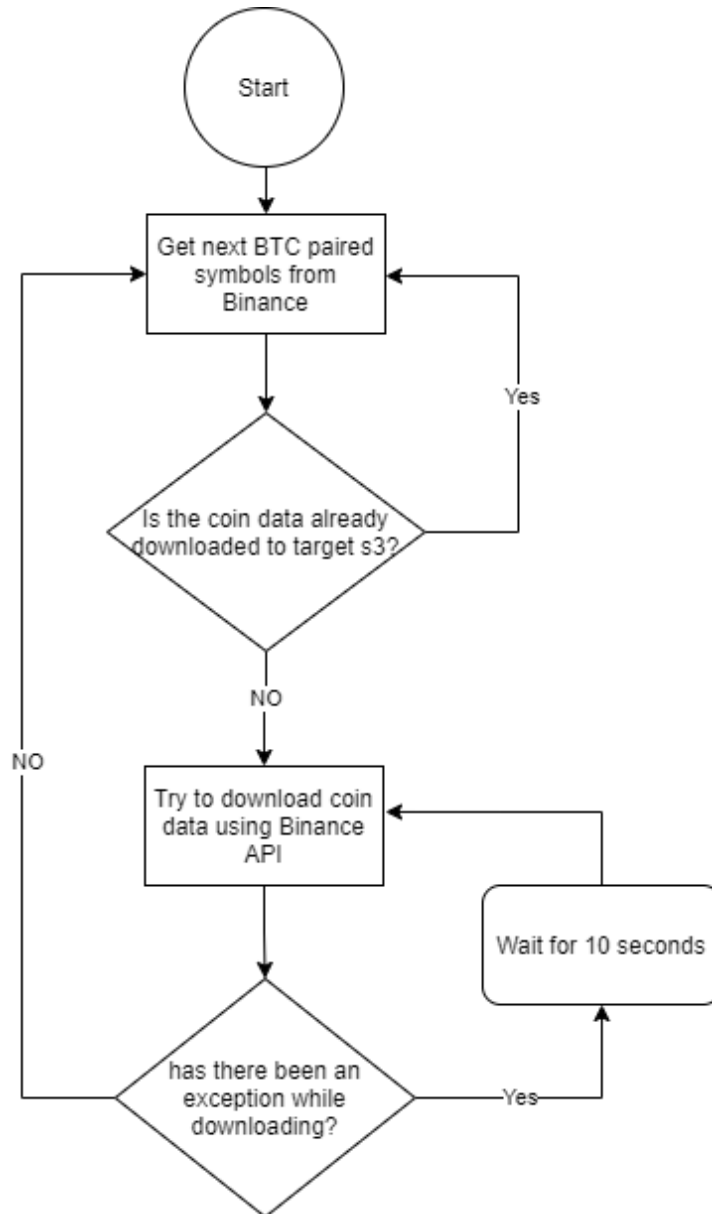 Start
Get next BTC paired
symbols from
Binance
Yes
Is the coin data already
downloaded to target s3?
NO
NO
Try to download coin
data using Binance
API
Wait for 10 seconds
has there been an
exception while
downloading?
Yes